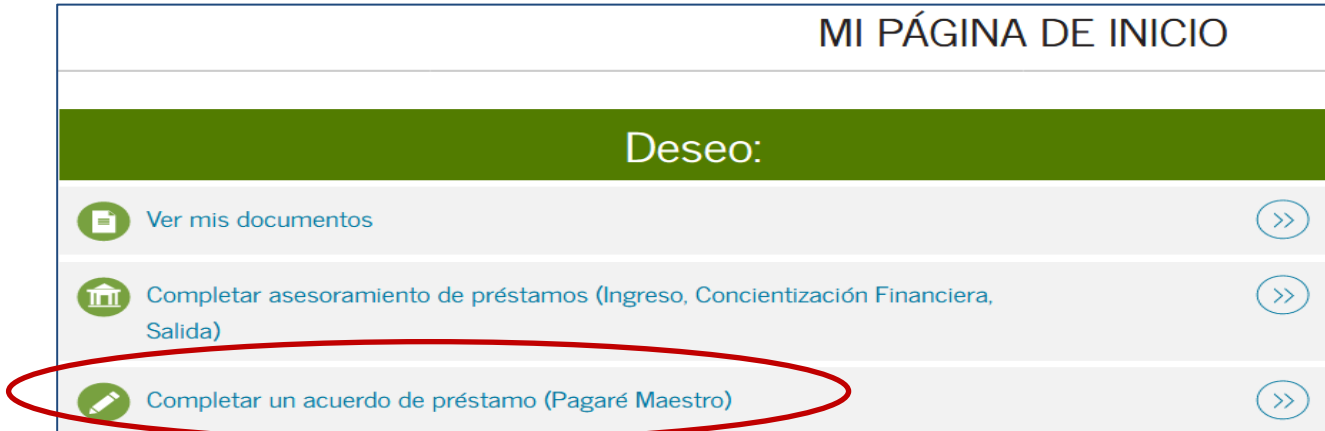 MI PÁGINA DE INICIO
Deseo:
Ver mis documentos
Completar asesoramiento de préstamos (Ingreso, Concientización Financiera,
Salida)
Completar un acuerdo de préstamo (Pagaré Maestro)